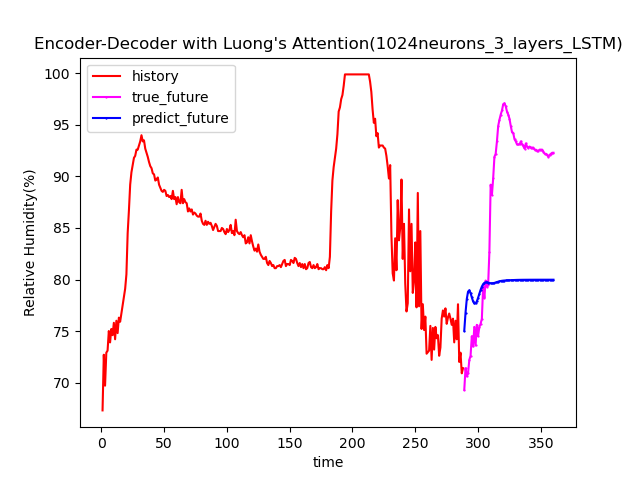 Encoder-Decoder with Luong's Attention(1024neurons_3_layers_LSTM)
history
true_future
predict_future
100
95
90
85
80
75
70
Relative Humidity(%)
0 50 100 150 200 250 300 350
time